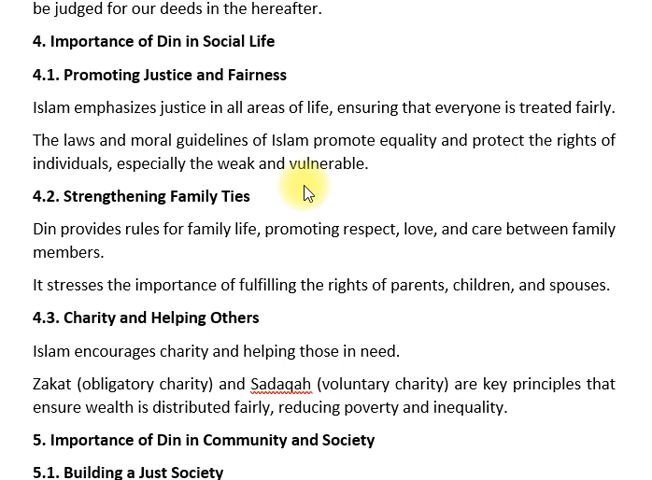 be judged for our deeds in the hereafter.
4. Importance of Din in Social Life
4.1. Promoting Justice and Fairness
Islam emphasizes justice in all areas of life, ensuring that everyone is treated fairly.
The laws and moral guidelines of Islam promote equality and protect the rights of
individuals, especially the weak and vulnerable.
4.2. Strengthening Family Ties
Din provides rules for family life, promoting respect, love, and care between family
members.
It stresses the importance of fulfilling the rights of parents, children, and spouses.
4.3. Charity and Helping Others
Islam encourages charity and helping those in need.
Zakat (obligatory charity) and Sadaqah (voluntary charity) are key principles that
ensure wealth is distributed fairly, reducing poverty and inequality.
5. Importance of Din in Community and Society
5.1. Building a Just Society